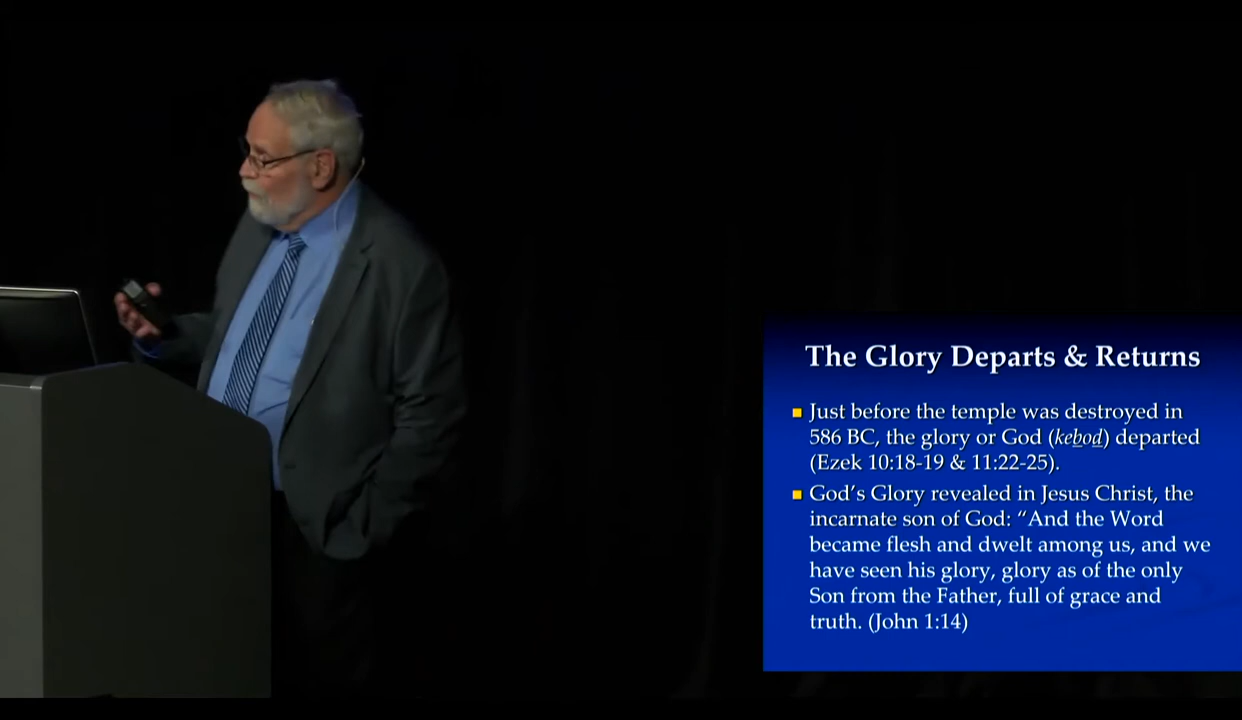 The Glory Departs & Returns
Just before the temple was destroyed in
586 BC, the glory or God (kebod) departed
(Ezek 10:18-19 & 11:22-25).
God's Glory revealed in Jesus Christ, the
incarnate son of God: “And the Word
became flesh and dwelt among us, and we
have seen his glory, glory as of the only
Son from the Father, full of grace and
truth. (John 1:14)